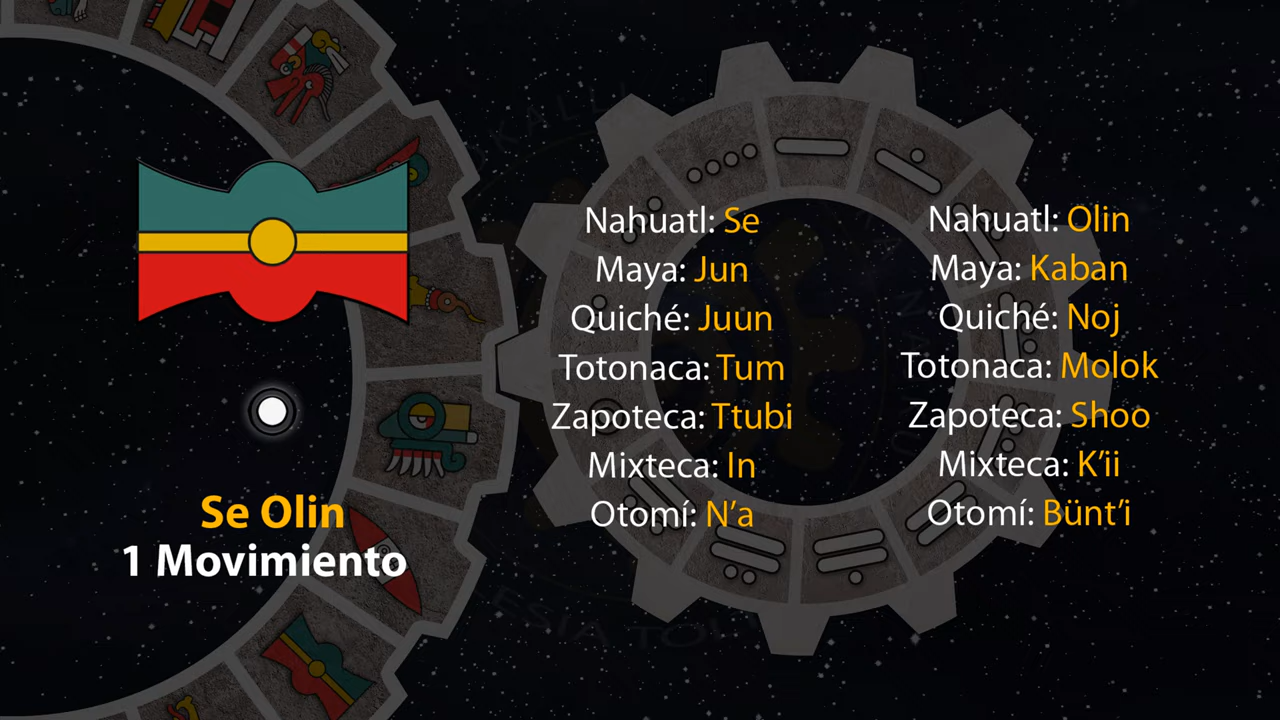 Nahuatl: Se
Maya: Jun
Quiché: Juun
Totonaca: Tum
Zapoteca: Ttubi
Mixteca: In
Otomí: N'a
Nahuatl: Olin
Maya: Kaban
Quiché: Noj
Totonaca: Molok
Zapoteca: Shoo
Mixteca: K'ii
Otomí: Bünt'i
Se Olin
1 Movimiento